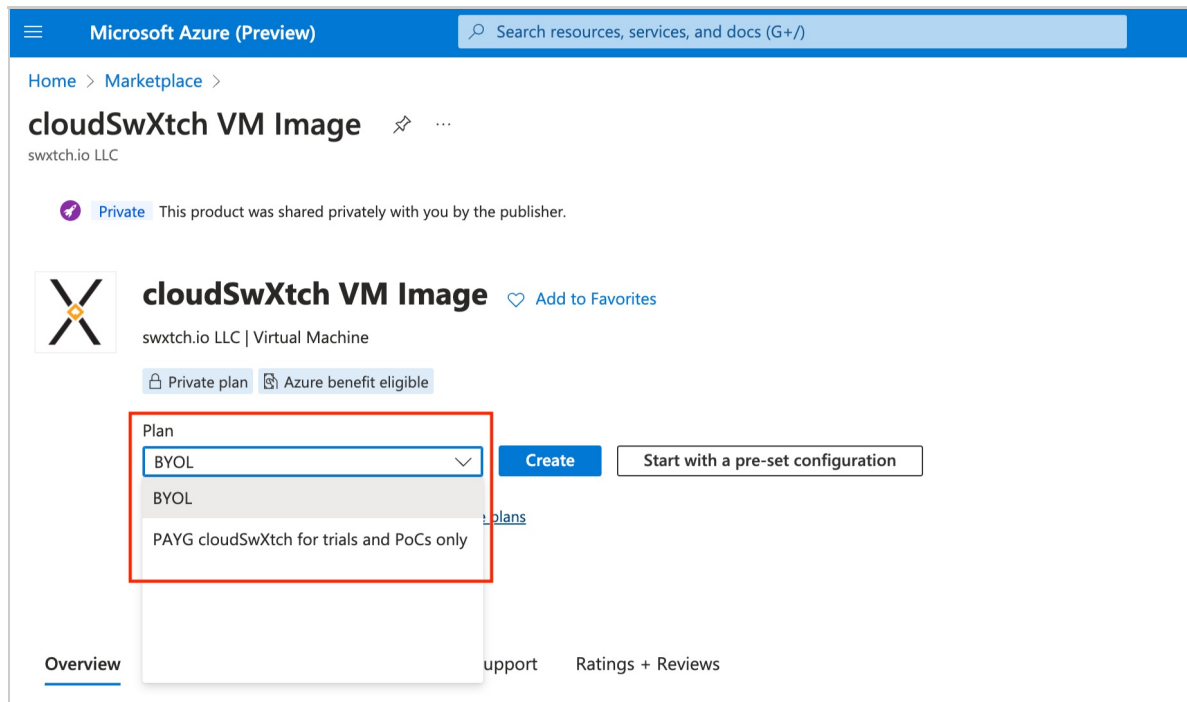 Microsoft Azure (Preview)
Search resources, services, and docs (G+/)
Home > Marketplace >
cloudSwXtch VM Image
swxtch.io LLC
Private This product was shared privately with you by the publisher.
cloudSwXtch VM Image
Add to Favorites
swxtch.io LLC | Virtual Machine
Private plan
Azure benefit eligible
Plan
BYOL
Create
Start with a pre-set configuration
BYOL
plans
PAYG cloudSwXtch for trials and PoCs only
Overview
upport
Ratings + Reviews